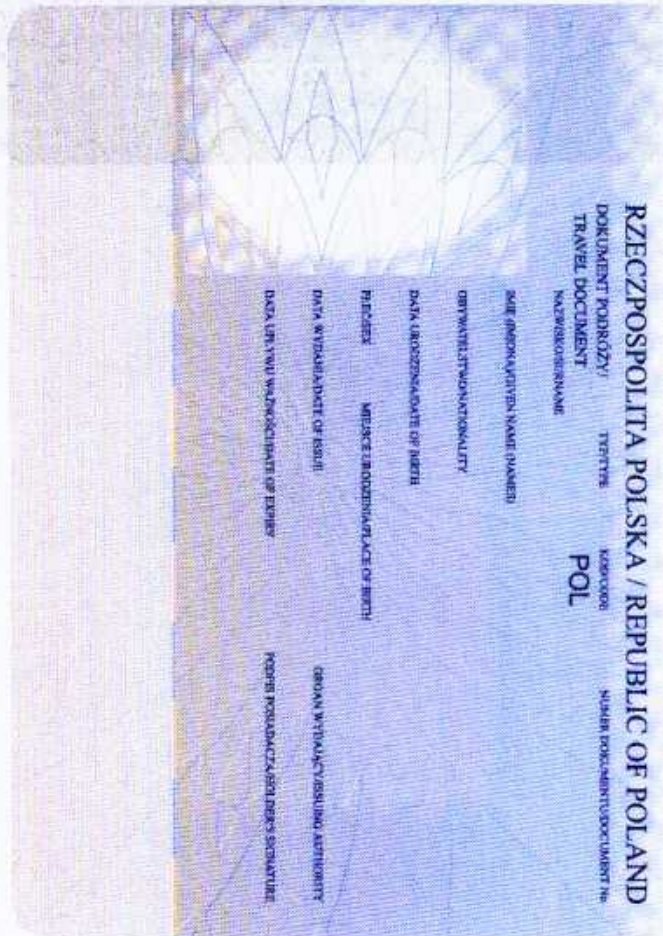 RZECZPOSPOLITA POLSKA / REPUBLIC OF POLAND
DOKUMENT PODRÓŻY/ TYP/TYPE KOD/CODE NUMER DOKUMENTU/DOCUMENT No
TRAVEL DOCUMENT POL
NAZWISKO/SURNAME
IMIĘ (IMIONA)/GIVEN NAME (NAMES)
OBYWATELSTWO/NATIONALITY
DATA URODZENIA/DATE OF BIRTH
PŁEĆ/SEX MIEJSCE URODZENIA/PLACE OF BIRTH
DATA WYDANIA/DATE OF ISSUE ORGAN WYDAJĄCY/ISSUING AUTHORITY
DATA UPŁYWU WAŻNOŚCI/DATE OF EXPIRY PODPIS POSIADACZA/HOLDER'S SIGNATURE